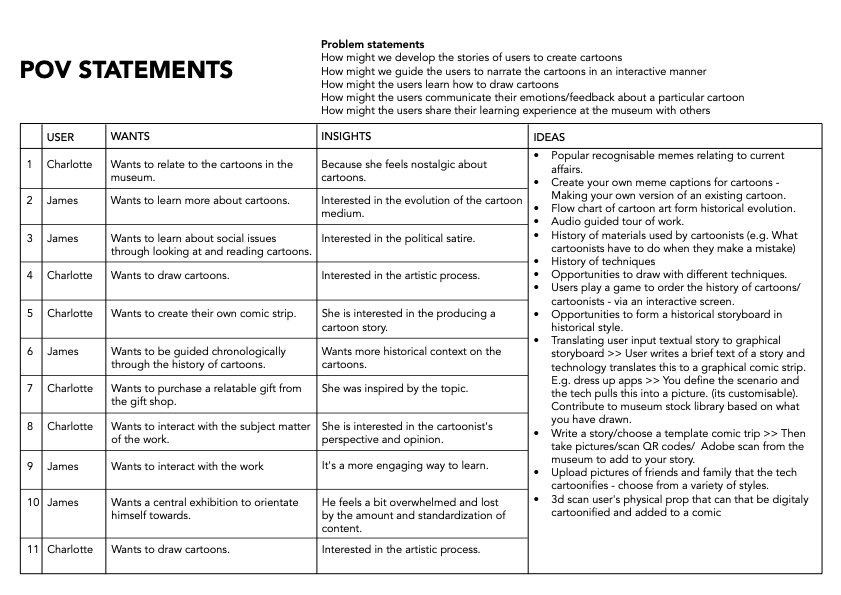 POV STATEMENTS
Problem statements
How might we develop the stories of users to create cartoons
How might we guide the users to narrate the cartoons in an interactive manner
How might the users learn how to draw cartoons
How might the users communicate their emotions/feedback about a particular cartoon
How might the users share their learning experience at the museum with others
USER WANTS INSIGHTS IDEAS
1 Charlotte Wants to relate to the cartoons in the Because she feels nostalgic about
museum. cartoons.
2 James Wants to learn more about cartoons. Interested in the evolution of the cartoon
medium.
3 James Wants to learn about social issues Interested in the political satire.
through looking at and reading cartoons.
4 Charlotte Wants to draw cartoons. Interested in the artistic process.
5 Charlotte Wants to create their own comic strip. She is interested in the producing a
cartoon story.
6 James Wants to be guided chronologically Wants more historical context on the
through the history of cartoons. cartoons.
7 Charlotte Wants to purchase a relatable gift from She was inspired by the topic.
the gift shop.
8 Charlotte Wants to interact with the subject matter She is interested in the cartoonist's
of the work. perspective and opinion.
9 James Wants to interact with the work It's a more engaging way to learn.
10 James Wants a central exhibition to orientate He feels a bit overwhelmed and lost
himself towards. by the amount and standardization of
content.
11 Charlotte Wants to draw cartoons. Interested in the artistic process.
• Popular recognisable memes relating to current
affairs.
• Create your own meme captions for cartoons -
Making your own version of an existing cartoon.
• Flow chart of cartoon art form historical evolution.
• Audio guided tour of work.
• History of materials used by cartoonists (e.g. What
cartoonists have to do when they make a mistake)
• History of techniques
• Opportunities to draw with different techniques.
• Users play a game to order the history of cartoons/
cartoonists - via an interactive screen.
• Opportunities to form a historical storyboard in
historical style.
• Translating user input textual story to graphical
storyboard >> User writes a brief text of a story and
technology translates this to a graphical comic strip.
E.g. dress up apps >> You define the scenario and
the tech pulls this into a picture. (its customisable).
Contribute to museum stock library based on what
you have drawn.
• Write a story/choose a template comic trip >> Then
take pictures/scan QR codes/ Adobe scan from the
museum to add to your story.
• Upload pictures of friends and family that the tech
cartoonifies - choose from a variety of styles.
• 3d scan user's physical prop that can that be digitaly
cartoonified and added to a comic